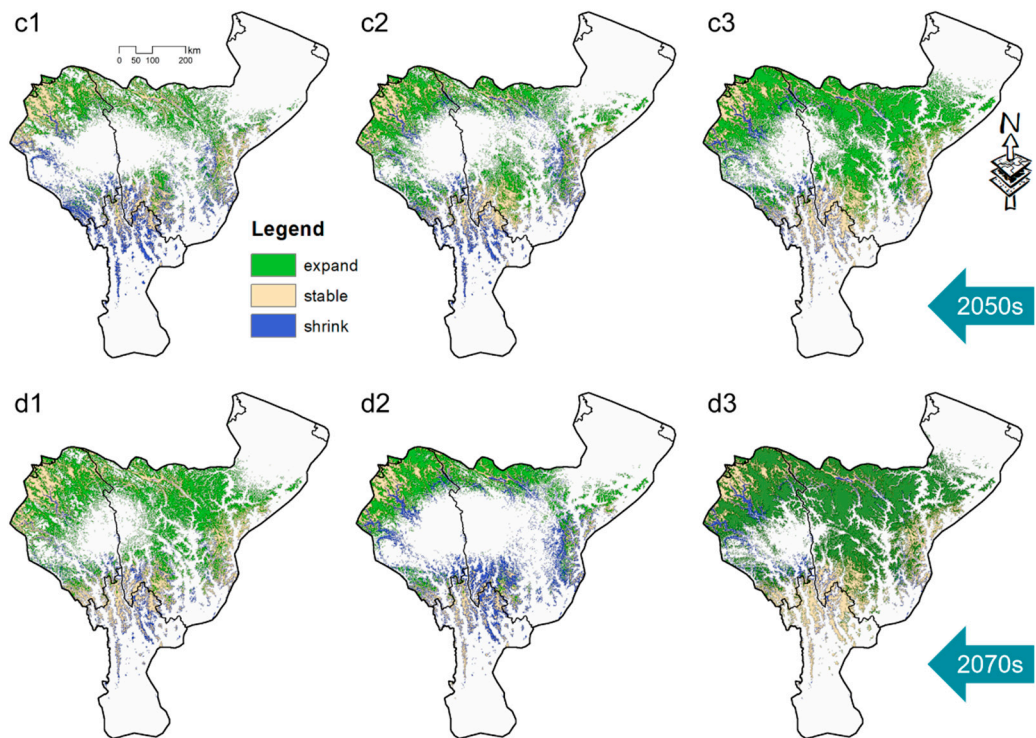 c1
c2
c3
km
0 50 100 200
N
Legend
expand
stable
shrink
2050s
d1
d2
d3
2070s